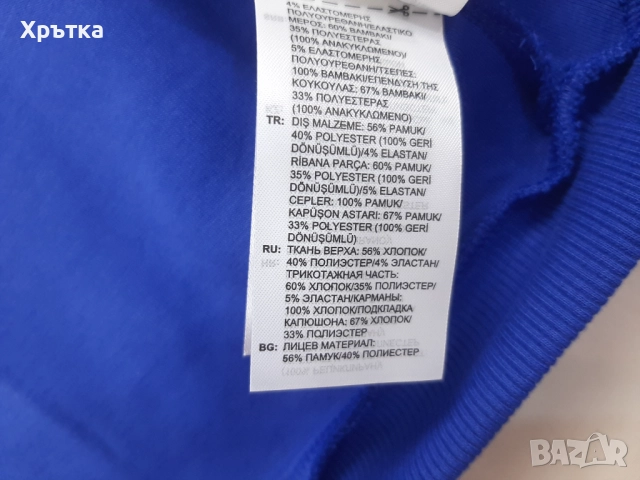 Хрътка
4% ΕΛΑΣΤΟΜΕΡΗΣ
ΠΟΛΥΟΥΡΕΘΑΝΗ/ΕΛΑΣΤΙΚΟ
ΜΕΡΟΣ: 60% ΒΑΜΒΑΚΙ/
35% ΠΟΛΥΕΣΤΕΡΑΣ
(100% ΑΝΑΚΥΚΛΩΜΕΝΟ)/
5% ΕΛΑΣΤΟΜΕΡΗΣ
ΠΟΛΥΟΥΡΕΘΑΝΗ/ΤΣΕΠΕΣ:
100% ΒΑΜΒΑΚΙ/ΕΠΕΝΔΥΣΗ ΤΗΣ
ΚΟΥΚΟΥΛΑΣ: 67% ΒΑΜΒΑΚΙ/
33% ΠΟΛΥΕΣΤΕΡΑΣ
(100% ΑΝΑΚΥΚΛΩΜΕΝΟ)
TR: DIŞ MALZEME: 56% PAMUK/
40% POLYESTER (100% GERİ
DÖNÜŞÜMLÜ)/4% ELASTAN/
RİBANA PARÇA: 60% PAMUK/
35% POLYESTER (100% GERİ
DÖNÜŞÜMLÜ)/5% ELASTAN/
CEPLER: 100% PAMUK/
KAPÜŞON ASTARI: 67% PAMUK/
33% POLYESTER (100% GERİ
DÖNÜŞÜMLÜ)
RU: ТКАНЬ ВЕРХА: 56% ХЛОПОК/
40% ПОЛИЭСТЕР/4% ЭЛАСТАН/
ТРИКОТАЖНАЯ ЧАСТЬ:
60% ХЛОПОК/35% ПОЛИЭСТЕР/
5% ЭЛАСТАН/КАРМАНЫ:
100% ХЛОПОК/ПОДКЛАДКА
КАПЮШОНА: 67% ХЛОПОК/
33% ПОЛИЭСТЕР
BG: ЛИЦЕВ МАТЕРИАЛ:
56% ПАМУК/40% ПОЛИЕСТЕР
BAZAR